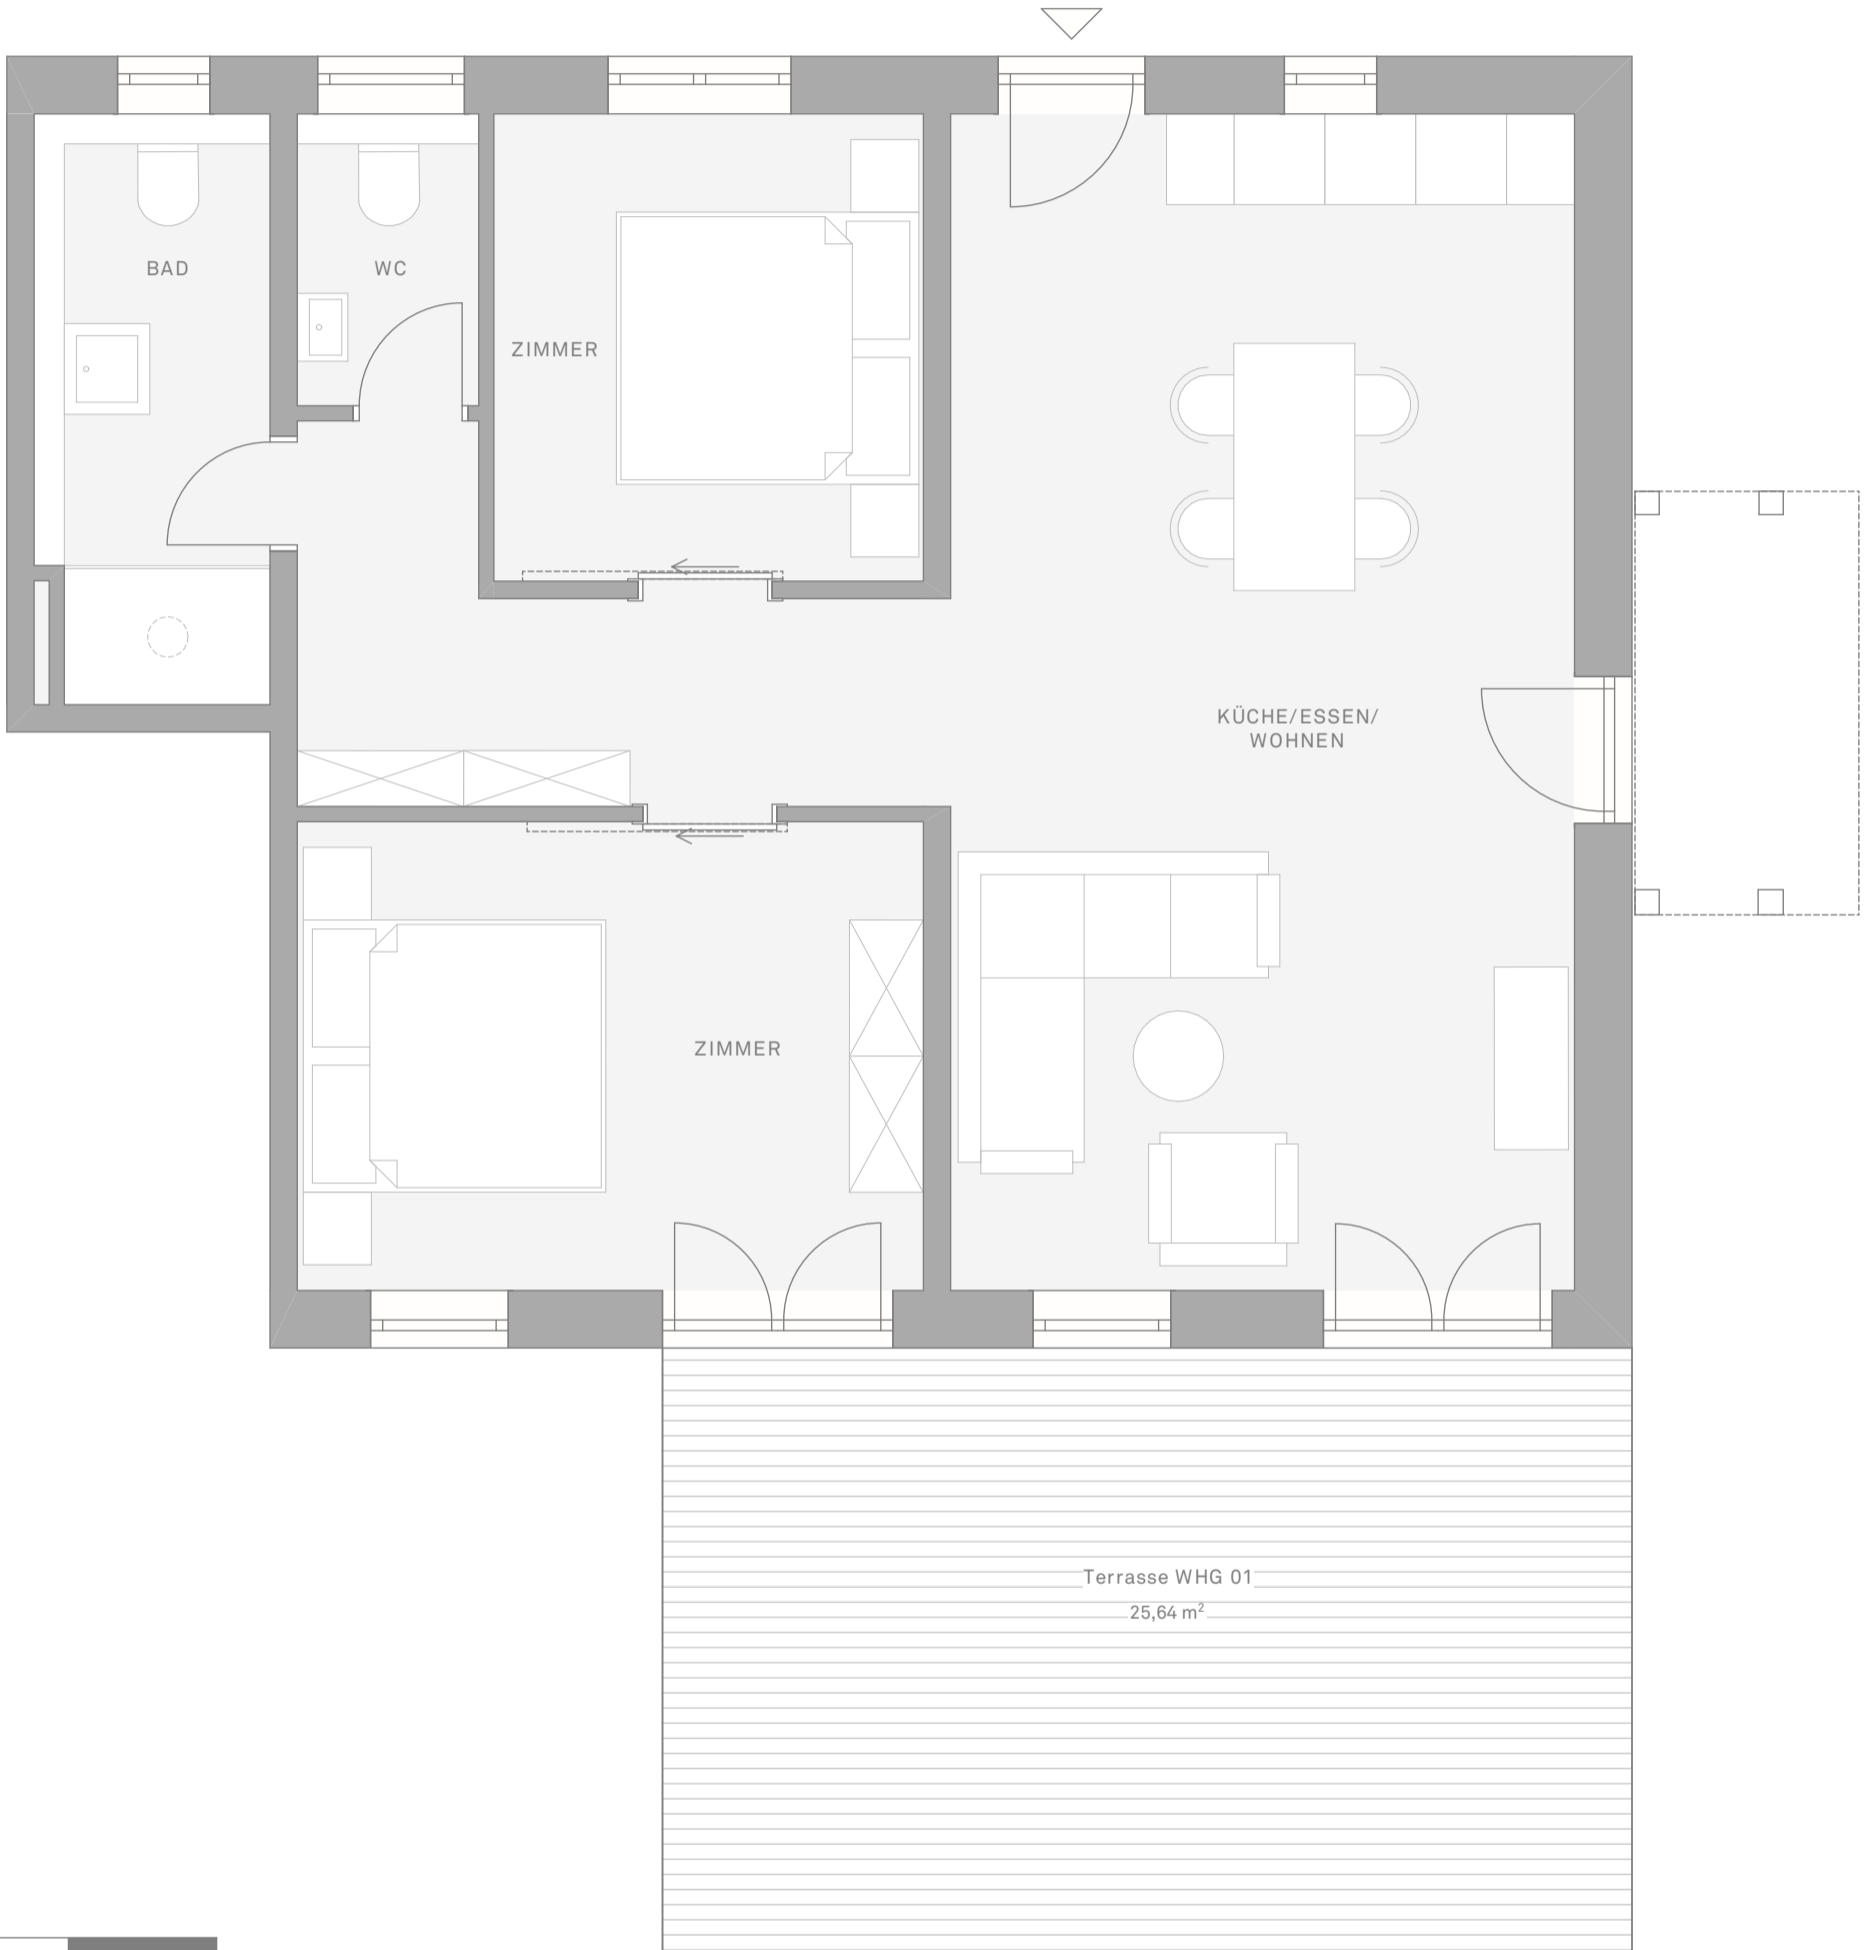 BAD
WC
ZIMMER
KÜCHE/ESSEN/
WOHNEN
ZIMMER
Terrasse WHG 01
25,64 m²